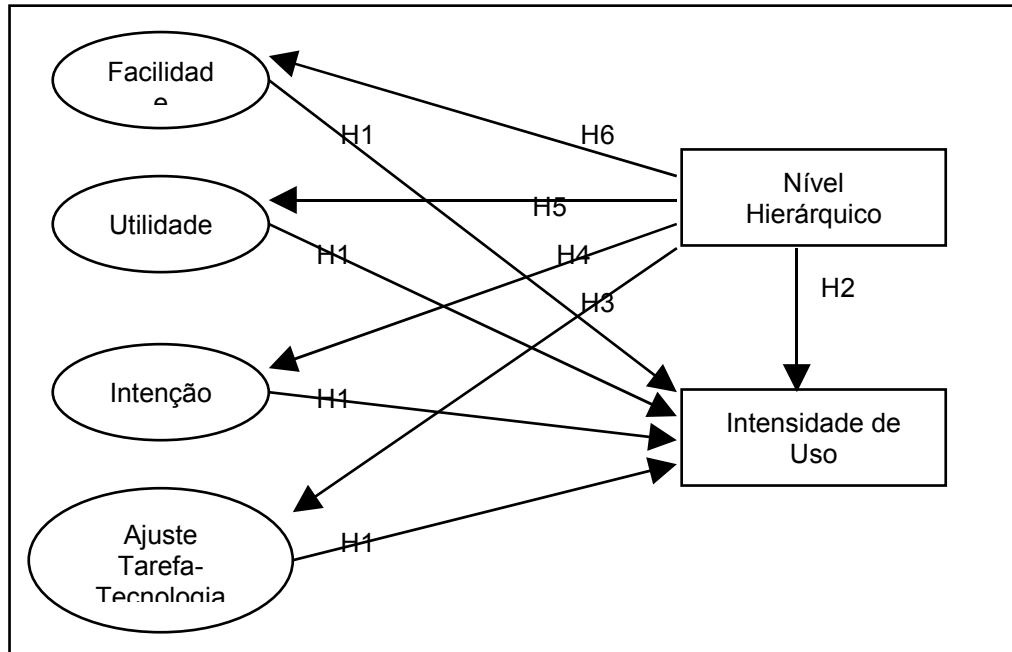 Facilidad
e
H1
H6
Nível
Hierárquico
Utilidade
H5
H1
H4
H2
H3
Intenção
H1
Intensidade de
Uso
Ajuste
Tarefa-
Tecnologia
H1